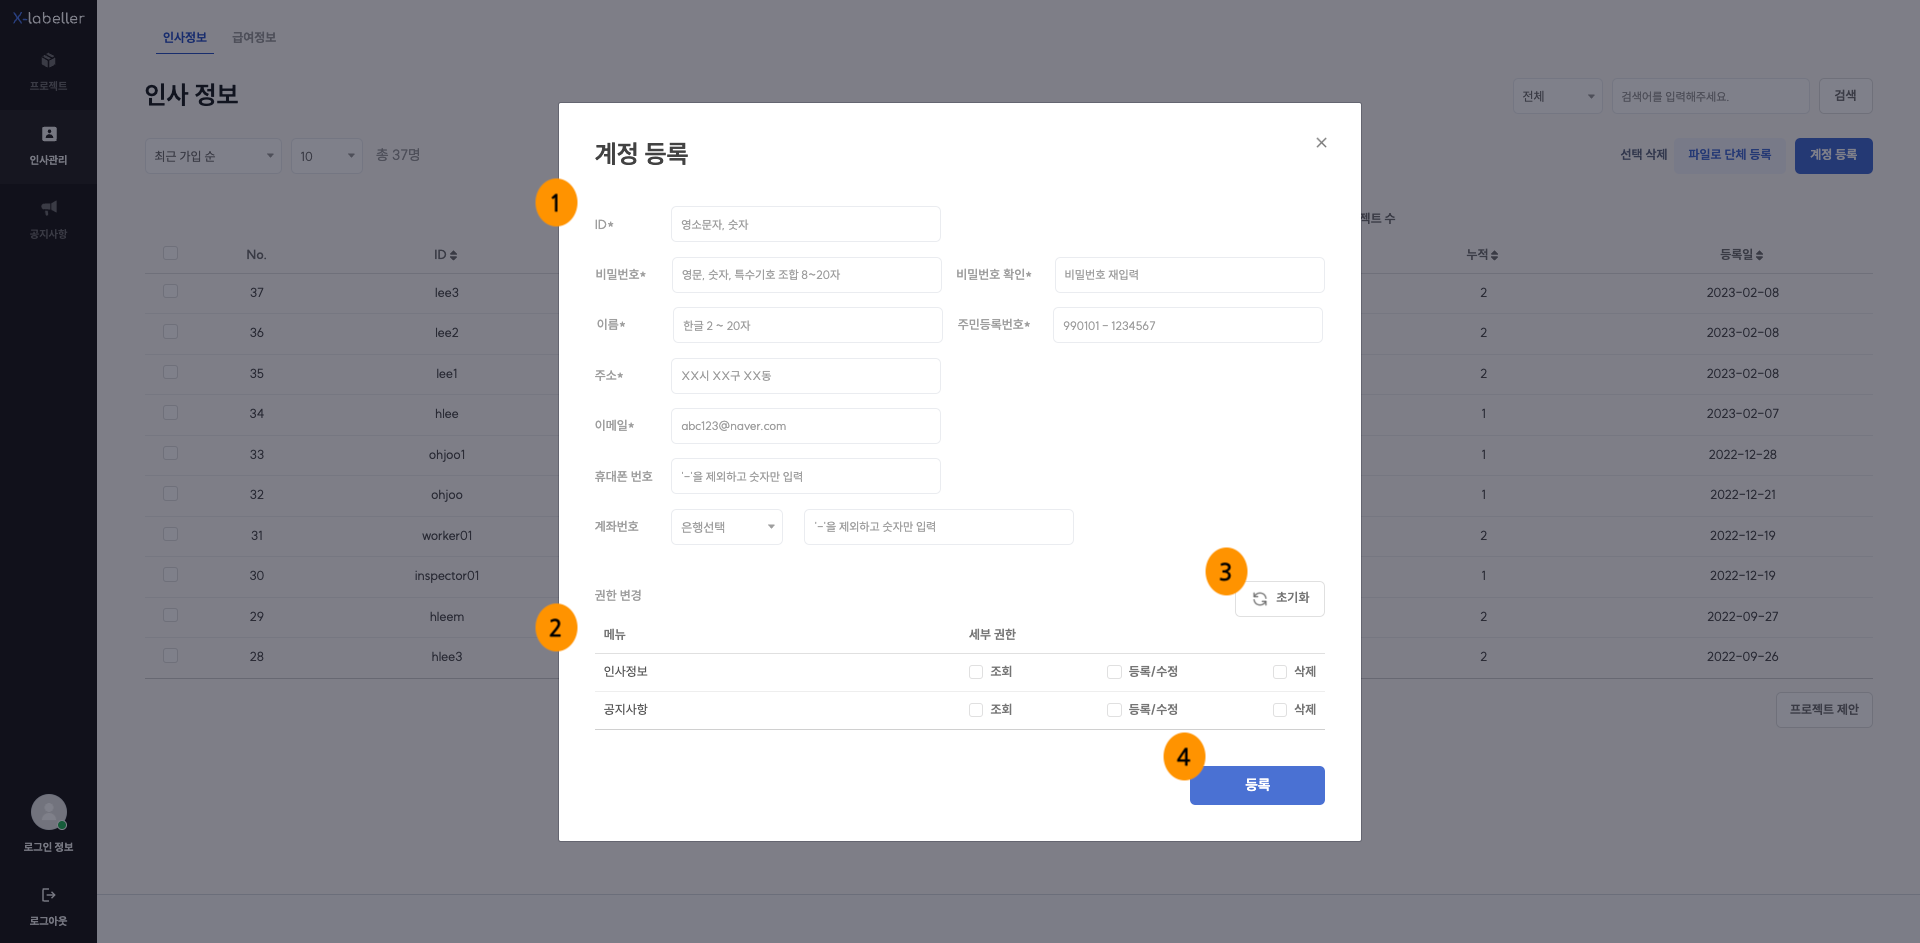 X-labeller
프로젝트
인사관리
공지사항
로그인 정보
로그아웃
인사정보 급여정보
인사 정보
전체 검색어를 입력해주세요. 검색
최근 가입 순 10 총 37명
선택 삭제 파일로 단체 등록 계정 등록
젝트 수
No. ID 누적 등록일
37 lee3 2 2023-02-08
36 lee2 2 2023-02-08
35 lee1 2 2023-02-08
34 hlee 1 2023-02-07
33 ohjoo1 1 2022-12-28
32 ohjoo 1 2022-12-21
31 worker01 2 2022-12-19
30 inspector01 1 2022-12-19
29 hleem 2 2022-09-27
28 hlee3 2 2022-09-26
프로젝트 제안
계정 등록
1
ID* 영소문자, 숫자
비밀번호* 영문, 숫자, 특수기호 조합 8~20자 비밀번호 확인* 비밀번호 재입력
이름* 한글 2 ~ 20자 주민등록번호* 990101 - 1234567
주소* XX시 XX구 XX동
이메일* abc123@naver.com
휴대폰 번호 '-'을 제외하고 숫자만 입력
계좌번호 은행선택 '-'을 제외하고 숫자만 입력
3
권한 변경 초기화
2
메뉴 세부 권한
인사정보 조회 등록/수정 삭제
공지사항 조회 등록/수정 삭제
4
등록